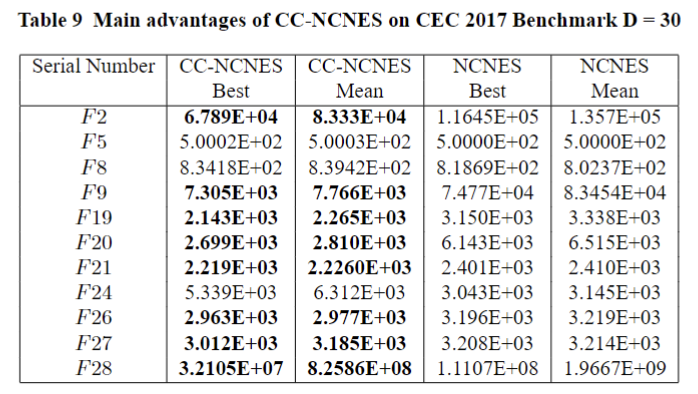 Table 9 Main advantages of CC-NCNES on CEC 2017 Benchmark D = 30
Serial Number CC-NCNES CC-NCNES NCNES NCNES
Best Mean Best Mean
F2 6.789E+04 8.333E+04 1.1645E+05 1.357E+05
F5 5.0002E+02 5.0003E+02 5.0000E+02 5.0000E+02
F8 8.3418E+02 8.3942E+02 8.1869E+02 8.0237E+02
F9 7.305E+03 7.766E+03 7.477E+04 8.3454E+04
F19 2.143E+03 2.265E+03 3.150E+03 3.338E+03
F20 2.699E+03 2.810E+03 6.143E+03 6.515E+03
F21 2.219E+03 2.2260E+03 2.401E+03 2.410E+03
F24 5.339E+03 6.312E+03 3.043E+03 3.145E+03
F26 2.963E+03 2.977E+03 3.196E+03 3.219E+03
F27 3.012E+03 3.185E+03 3.208E+03 3.214E+03
F28 3.2105E+07 8.2586E+08 1.1107E+08 1.9667E+09